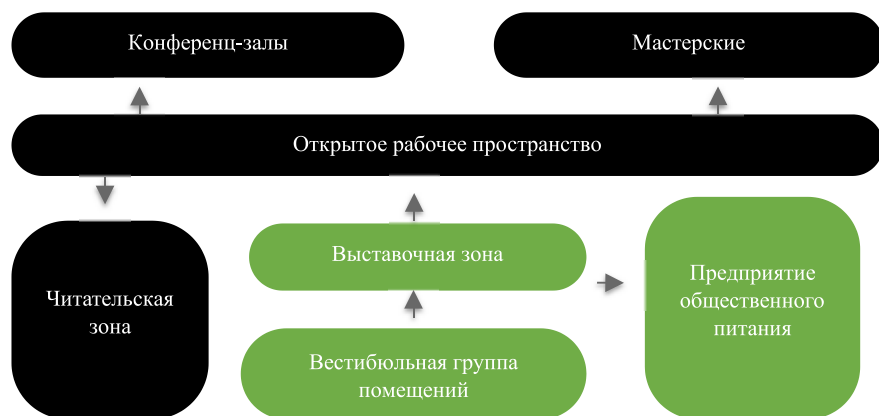 Конференц-залы
Мастерские
Открытое рабочее пространство
Читательская
зона
Выставочная зона
Предприятие
общественного
питания
Вестибюльная группа
помещений